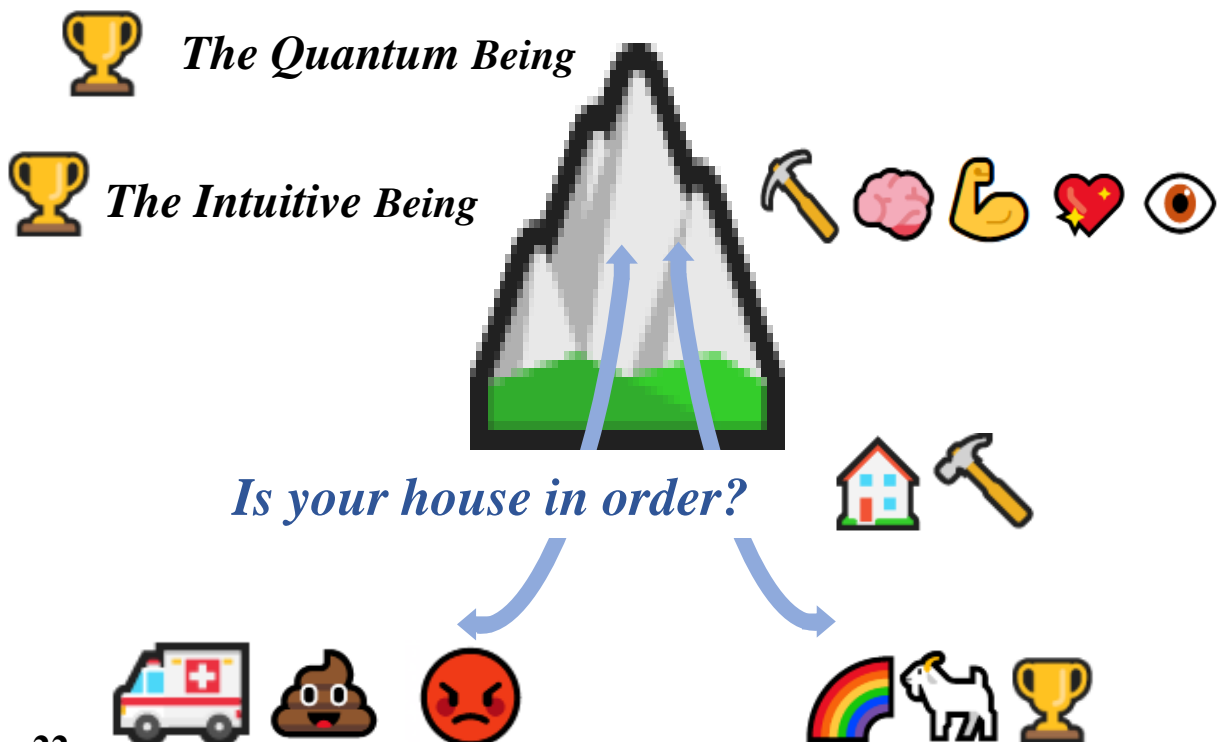 The Quantum Being
The Intuitive Being
Is your house in order?